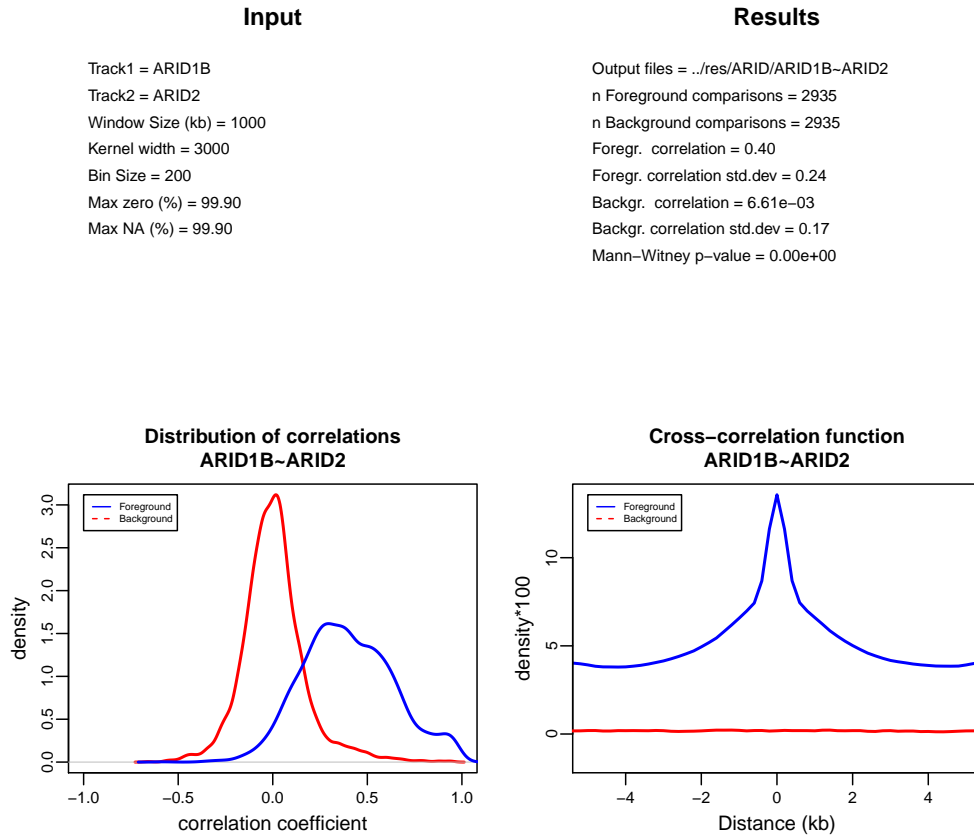 Input
Track1 = ARID1B
Track2 = ARID2
Window Size (kb) = 1000
Kernel width = 3000
Bin Size = 200
Max zero (%) = 99.90
Max NA (%) = 99.90
Results
Output files = ../res/ARID/ARID1B~ARID2
n Foreground comparisons = 2935
n Background comparisons = 2935
Foregr.  correlation = 0.40
Foregr. correlation std.dev = 0.24
Backgr.  correlation = 6.61e−03
Backgr. correlation std.dev = 0.17
Mann−Witney p−value = 0.00e+00
Distribution of correlations
ARID1B~ARID2
Foreground
Background
density
0.0 0.5 1.0 1.5 2.0 2.5 3.0
−1.0 −0.5 0.0 0.5 1.0
correlation coefficient
Cross−correlation function
ARID1B~ARID2
Foreground
Background
density*100
0 5 10
−4 −2 0 2 4
Distance (kb)